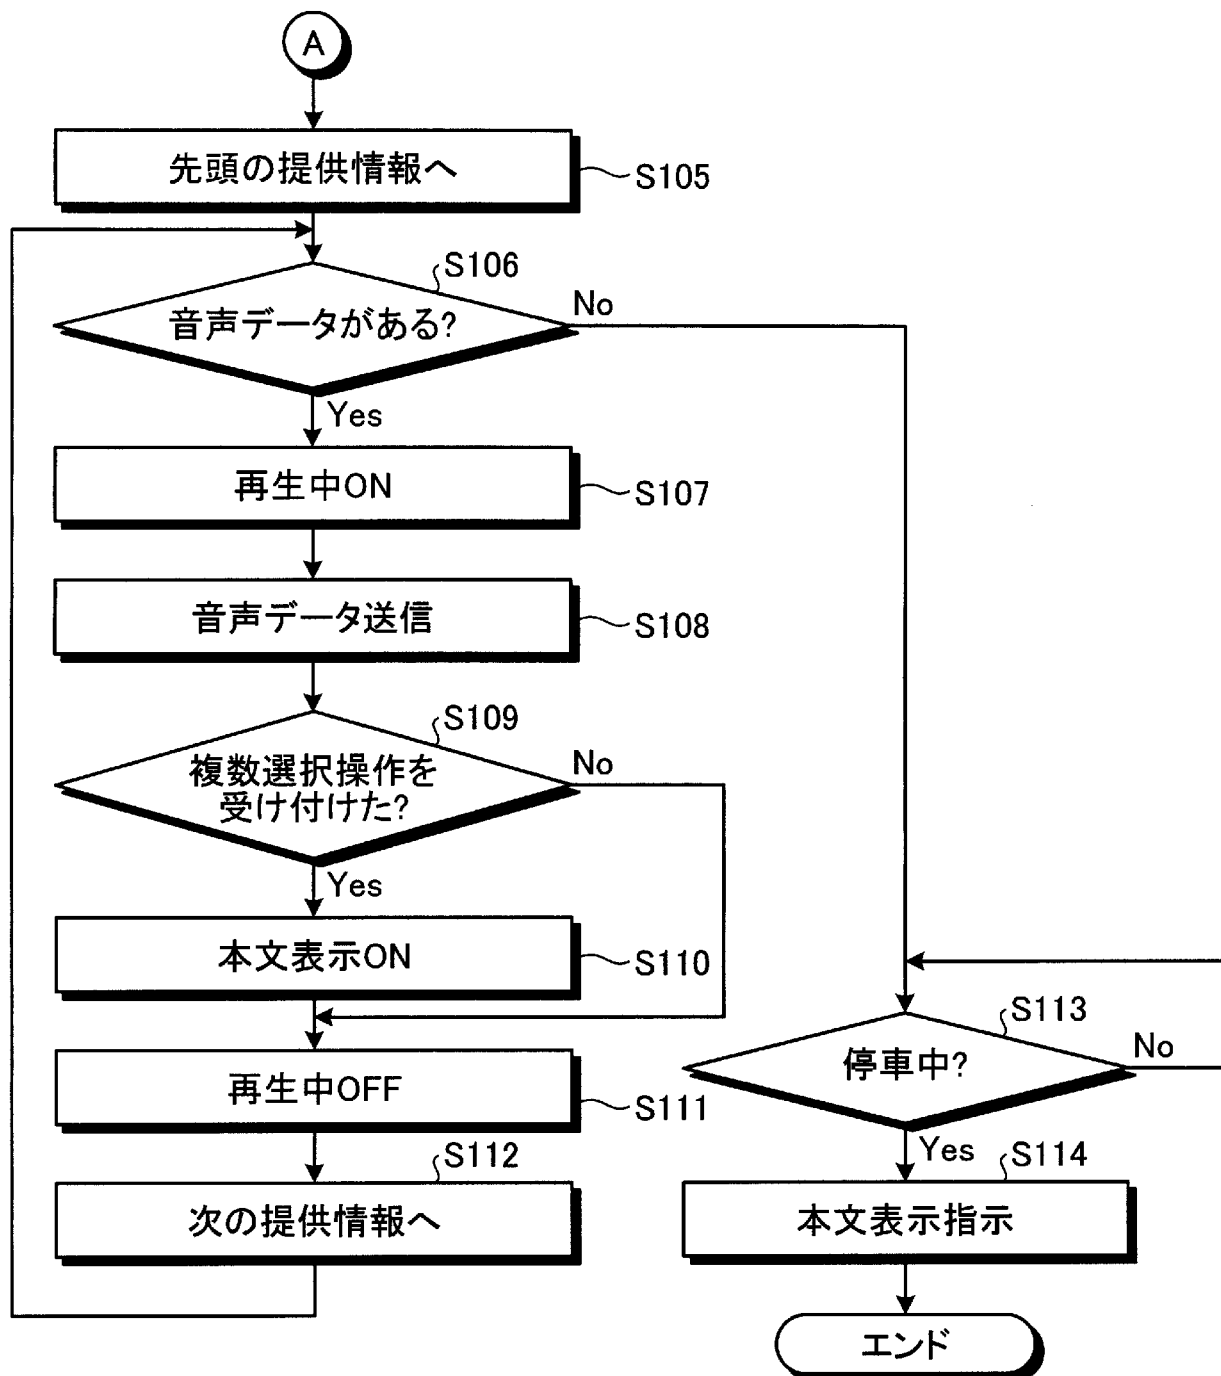 A
先頭の提供情報へ
S105
S106
音声データがある?
No
Yes
再生中ON
S107
音声データ送信
S108
S109
複数選択操作を
受け付けた?
No
Yes
本文表示ON
S110
再生中OFF
S111
S112
次の提供情報へ
S113
停車中?
No
Yes
S114
本文表示指示
エンド